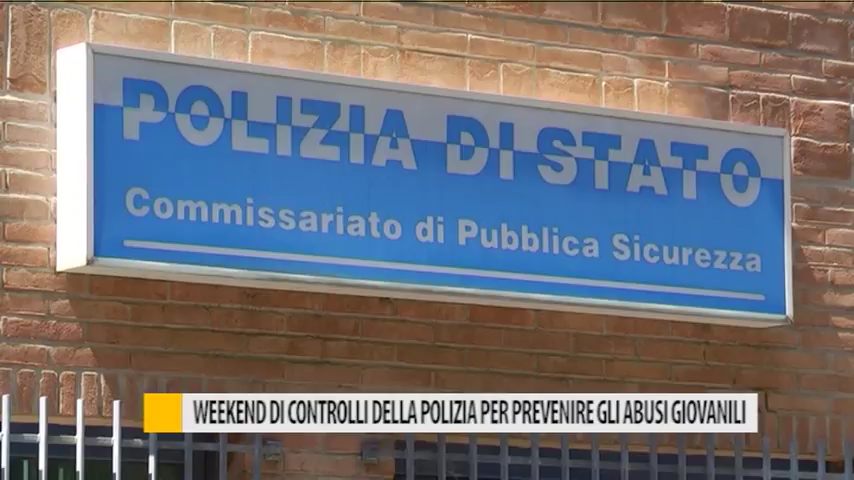 POLIZIA DI STATO
Commissariato di Pubblica Sicurezza
WEEKEND DI CONTROLLI DELLA POLIZIA PER PREVENIRE GLI ABUSI GIOVANILI